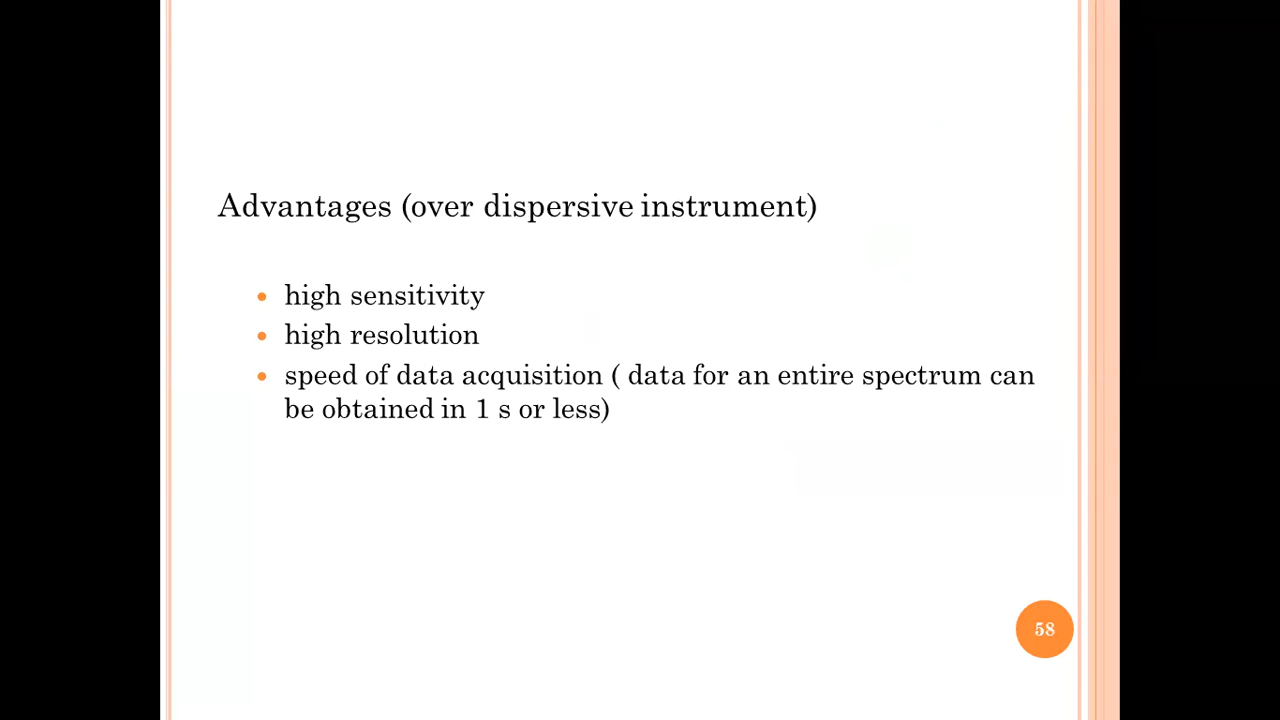 Advantages (over dispersive instrument)
• high sensitivity
• high resolution
• speed of data acquisition ( data for an entire spectrum can
be obtained in 1 s or less)
58